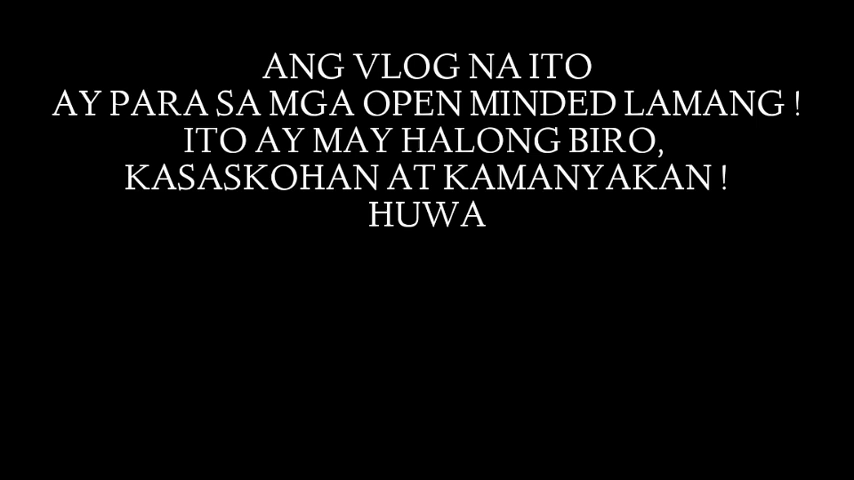 ANG VLOG NA ITO
AY PARA SA MGA OPEN MINDED LAMANG !
ITO AY MAY HALONG BIRO,
KASASKOHAN AT KAMANYAKAN !
HUWA